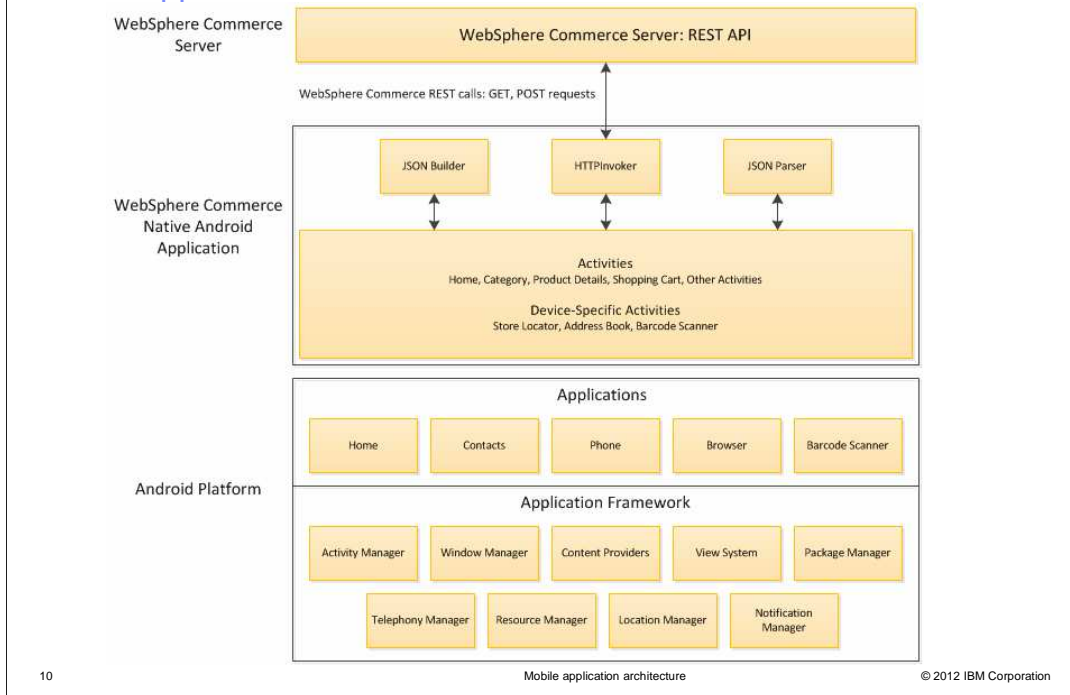 WebSphere Commerce
Server
WebSphere Commerce Server: REST API
WebSphere Commerce REST calls: GET, POST requests
WebSphere Commerce
Native Android
Application
JSON Builder
HTTPInvoker
JSON Parser
Activities
Home, Category, Product Details, Shopping Cart, Other Activities
Device-Specific Activities
Store Locator, Address Book, Barcode Scanner
Android Platform
Applications
Home
Contacts
Phone
Browser
Barcode Scanner
Application Framework
Activity Manager
Window Manager
Content Providers
View System
Package Manager
Telephony Manager
Resource Manager
Location Manager
Notification
Manager
10
Mobile application architecture
© 2012 IBM Corporation